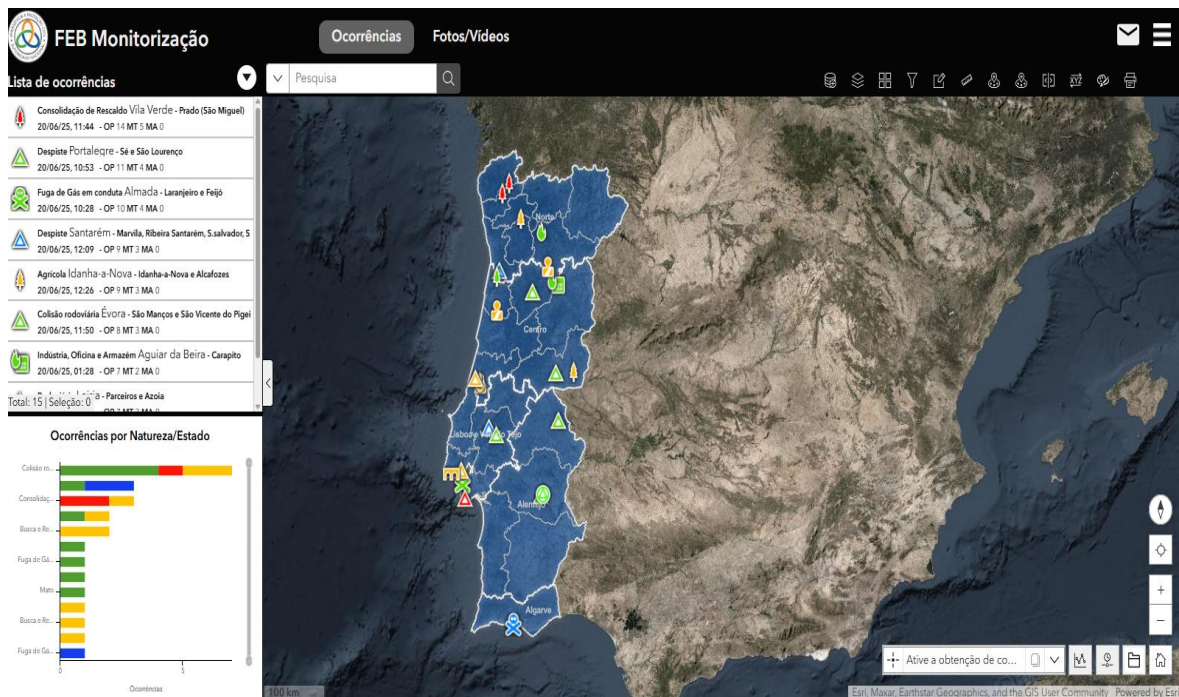 FEB Monitorização
Ocorrências
Fotos/Vídeos
Lista de ocorrências
Pesquisa
Consolidação de Rescaldo Vila Verde - Prado (São Miguel)
20/06/25, 11:44 - OP 14 MT 5 MA 0
Despiste Portalegre - Sé e São Lourenço
20/06/25, 10:53 - OP 11 MT 4 MA 0
Fuga de Gás em conduta Almada - Laranjeiro e Feijó
20/06/25, 10:28 - OP 10 MT 4 MA 0
Despiste Santarém - Marvila, Ribeira Santarém, S.salvador, S
20/06/25, 12:09 - OP 9 MT 3 MA 0
Agrícola Idanha-a-Nova - Idanha-a-Nova e Alcafozes
20/06/25, 12:26 - OP 9 MT 3 MA 0
Colisão rodoviária Évora - São Manços e São Vicente do Pigei
20/06/25, 11:50 - OP 8 MT 3 MA 0
Indústria, Oficina e Armazém Aguiar da Beira - Carapito
20/06/25, 01:28 - OP 7 MT 2 MA 0
- Parceiros e Azoia
Total: 15 | Seleção: 0
Ocorrências por Natureza/Estado
Colisão ro...
Consolidaç...
Busca e Re...
Fuga de Gá...
Mato
Busca e Re...
Fuga de Gá...
0
5
Ocorrências
Norte
Centro
Lisboa e Vale do Tejo
Alentejo
Algarve
XYZ
100 km
Ative a obtenção de co...
Esri, Maxar, Earthstar Geographics, and the GIS User Community
Powered by Esri